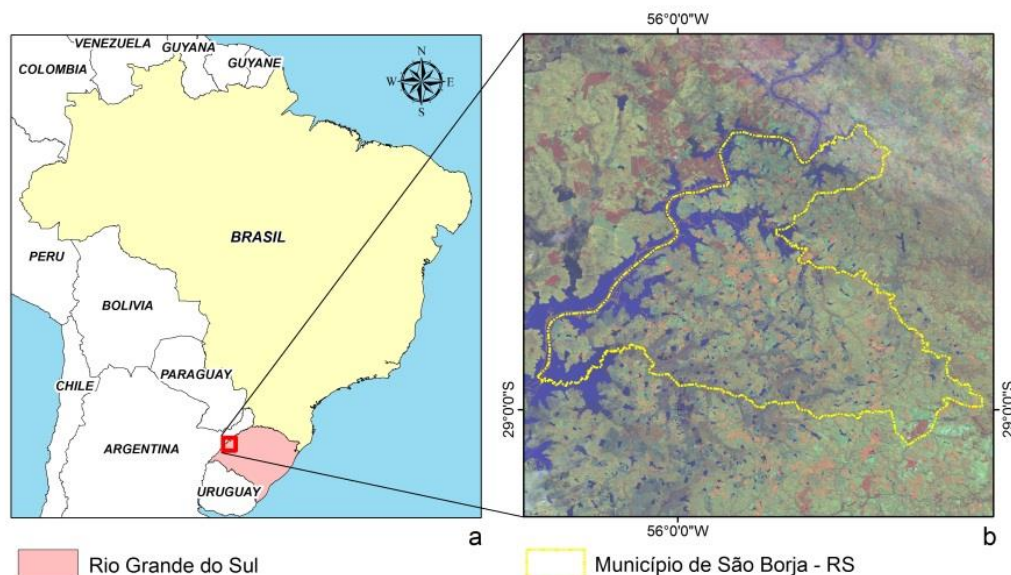 56°0'0"W
VENEZUELA
GUYANA
GUYANE
COLOMBIA
N
W E
S
BRASIL
PERU
BOLIVIA
PARAGUAY
CHILE
ARGENTINA
URUGUAY
29°0'0"S
29°0'0"S
56°0'0"W
a
b
Rio Grande do Sul
Município de São Borja - RS